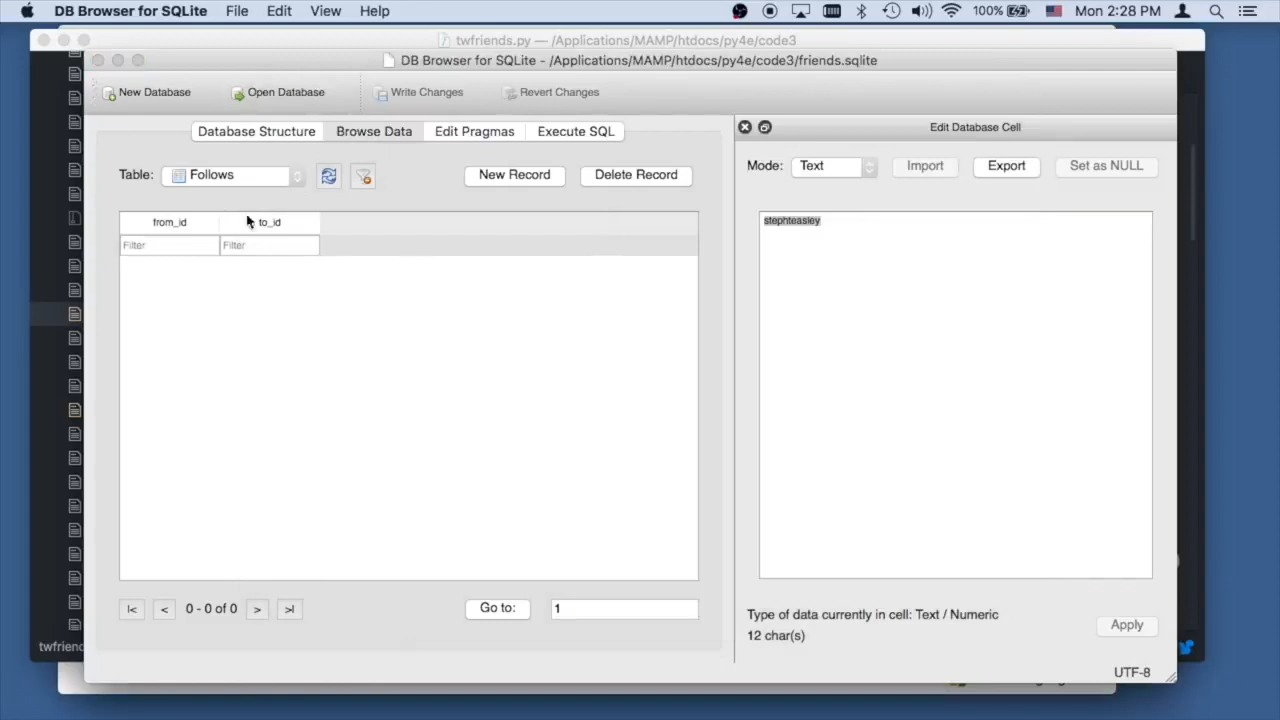 DB Browser for SQLite File Edit View Help 100% Mon 2:28 PM
twfriends.py — /Applications/MAMP/htdocs/py4e/code3
DB Browser for SQLite - /Applications/MAMP/htdocs/py4e/code3/friends.sqlite
New Database Open Database Write Changes Revert Changes
Database Structure Browse Data Edit Pragmas Execute SQL
Edit Database Cell
Table: Follows New Record Delete Record
Mode: Text Import Export Set as NULL
from_id to_id
Filter Filter
stephteasley
|< < 0 - 0 of 0 > >| Go to: 1
Type of data currently in cell: Text / Numeric
12 char(s)
Apply
twfriend
UTF-8